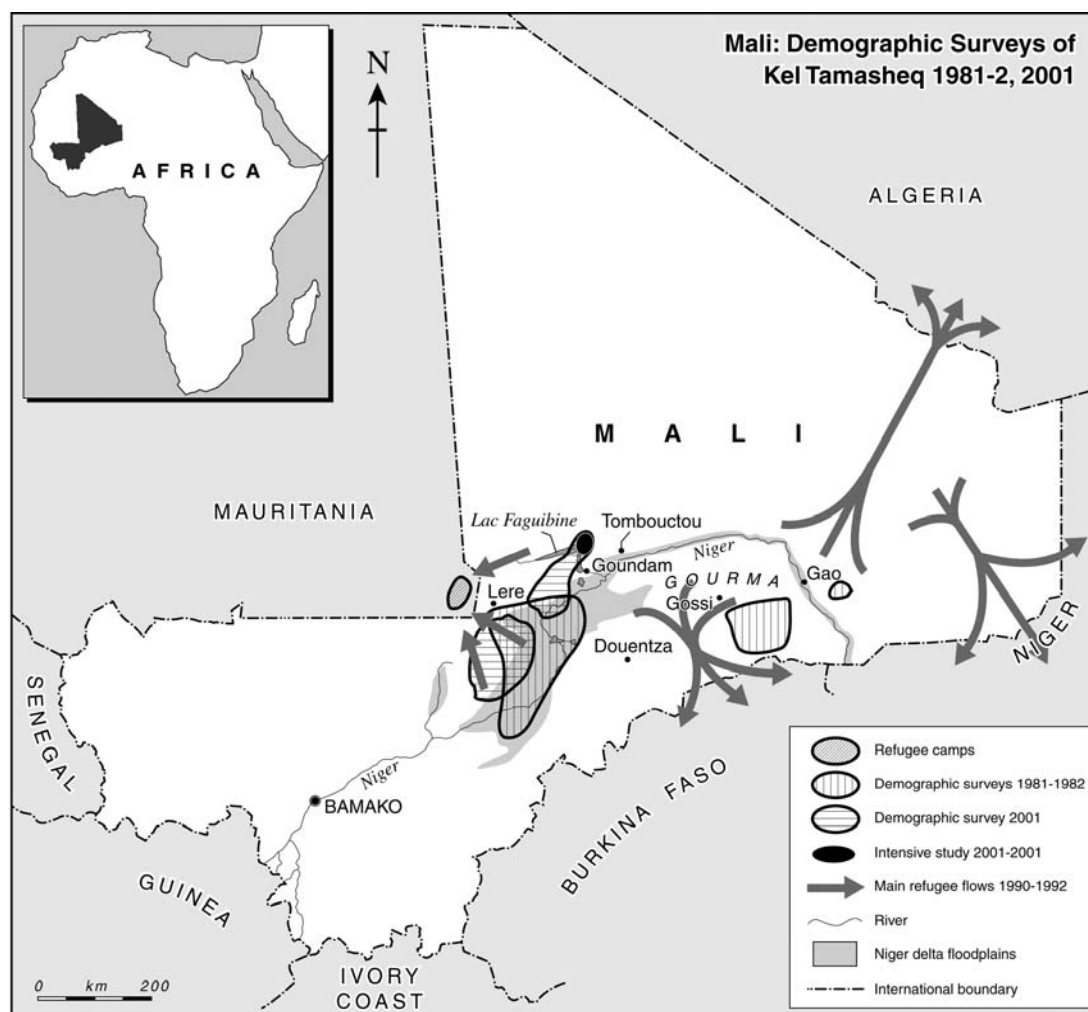 Mali: Demographic Surveys of
Kel Tamasheq 1981-2, 2001
N
AFRICA
ALGERIA
MALI
MAURITANIA
Lac Faguibine
Tombouctou
Niger
Goundam
GOURMA
Gao
Lere
Gossi
Douentza
NIGER
SENEGAL
Niger
BAMAKO
BURKINA FASO
GUINEA
IVORY
COAST
0 km 200
Refugee camps
Demographic surveys 1981-1982
Demographic survey 2001
Intensive study 2001-2001
Main refugee flows 1990-1992
River
Niger delta floodplains
International boundary